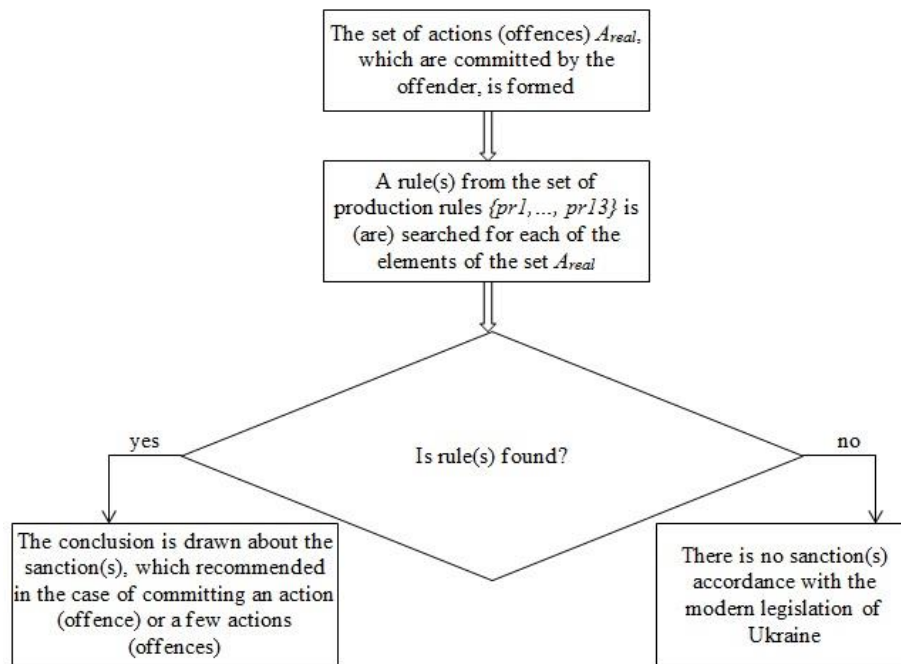 The set of actions (offences) Areal,
which are committed by the
offender, is formed
A rule(s) from the set of
production rules {pr1,..., pr13} is
(are) searched for each of the
elements of the set Areal
Is rule(s) found?
yes
no
The conclusion is drawn about the
sanction(s), which recommended
in the case of committing an action
(offence) or a few actions
(offences)
There is no sanction(s)
accordance with the
modern legislation of
Ukraine